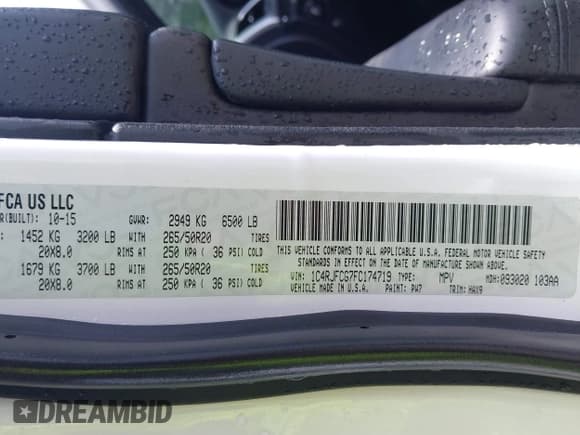 FCA US LLC
R(BUILT): 10-15 GVWR: 2949 KG 6500 LB
: 1452 KG 3200 LB WITH 265/50R20 TIRES
20X8.0 RIMS AT 250 KPA ( 36 PSI) COLD
1679 KG 3700 LB WITH 265/50R20 TIRES
20X8.0 RIMS AT 250 KPA ( 36 PSI) COLD
THIS VEHICLE CONFORMS TO ALL APPLICABLE U.S.A. FEDERAL MOTOR VEHICLE SAFETY
STANDARDS IN EFFECT ON THE DATE OF MANUFACTURE SHOWN ABOVE.
VIN: 1C4RJFCG7FC174719 TYPE: MPV MDH: 093020 103AA
VEHICLE MADE IN U.S.A. PAINT: PW7 TRIM: HAX9
DREAMBID